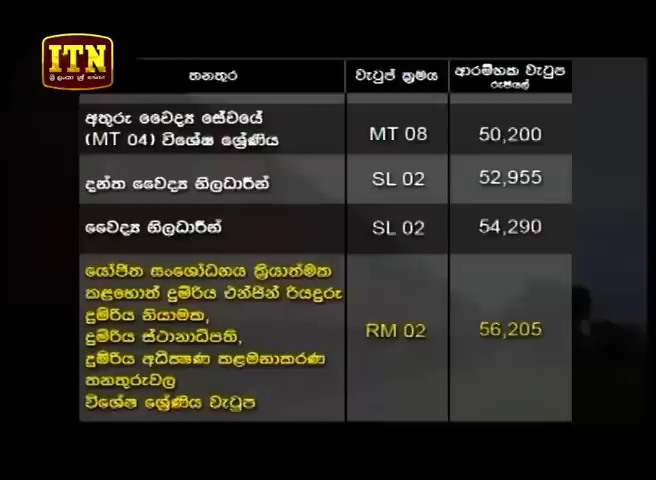 ITN
ශ්‍රී ලංකා
තනතුර වැටුප් ක්‍රමය ආරම්භක වැටුප
රුපියල්
අතුරු වෛද්‍ය සේවයේ
(MT 04) විශේෂ ශ්‍රේණිය MT 08 50,200
දන්ත වෛද්‍ය නිලධාරීන් SL 02 52,955
වෛද්‍ය නිලධාරීන් SL 02 54,290
යෝජිත සංශෝධනය ක්‍රියාත්මක
කළහොත් දුම්රිය එන්ජින් රියදුරු
දුම්රිය නියාමක,
දුම්රිය ස්ථානාධිපති,
දුම්රිය අධීක්ෂණ කළමනාකරණ
තනතුරුවල
විශේෂ ශ්‍රේණිය වැටුප RM 02 56,205